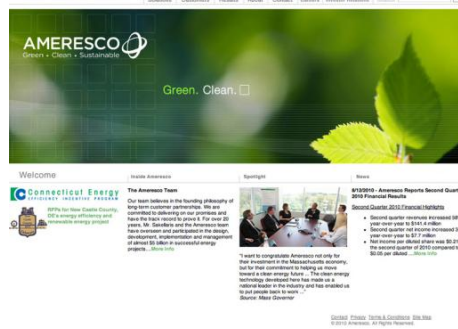 AMERESCO
Green • Clean • Sustainable
Green. Clean.
Welcome
Inside Ameresco
Spotlight
News
Connecticut Energy
EFFICIENCY INCENTIVE PROGRAM
RFPs for New Castle County,
DE's energy efficiency and
renewable energy project
The Ameresco Team
Our team believes in the founding philosophy of
long-term customer partnerships. We are
committed to delivering on our promises and
have the track record to prove it. For over 20
years, Mr. Sakellaris and the Ameresco team
have overseen and participated in the design,
development, implementation and management
of almost $5 billion in successful energy
projects....More Info
"I want to congratulate Ameresco not only for
their investment in the Massachusetts economy,
but for their commitment to helping us move
toward a clean energy future ... The clean energy
technology developed here has made us a
national leader in the industry and has enabled us
to put people back to work ..."
Source: Mass Governor
8/12/2010 - Ameresco Reports Second Quart
2010 Financial Results
Second Quarter 2010 Financial Highlights
Second quarter revenues increased
year-over-year to $141.4 million
Second quarter net income increased
year-over-year to $7.7 million
Net income per diluted share was
the second quarter of 2010 compared
$0.05 per diluted ....More Info
Contact Privacy Terms & Conditions Site Map
© 2010 Ameresco. All Rights Reserved.